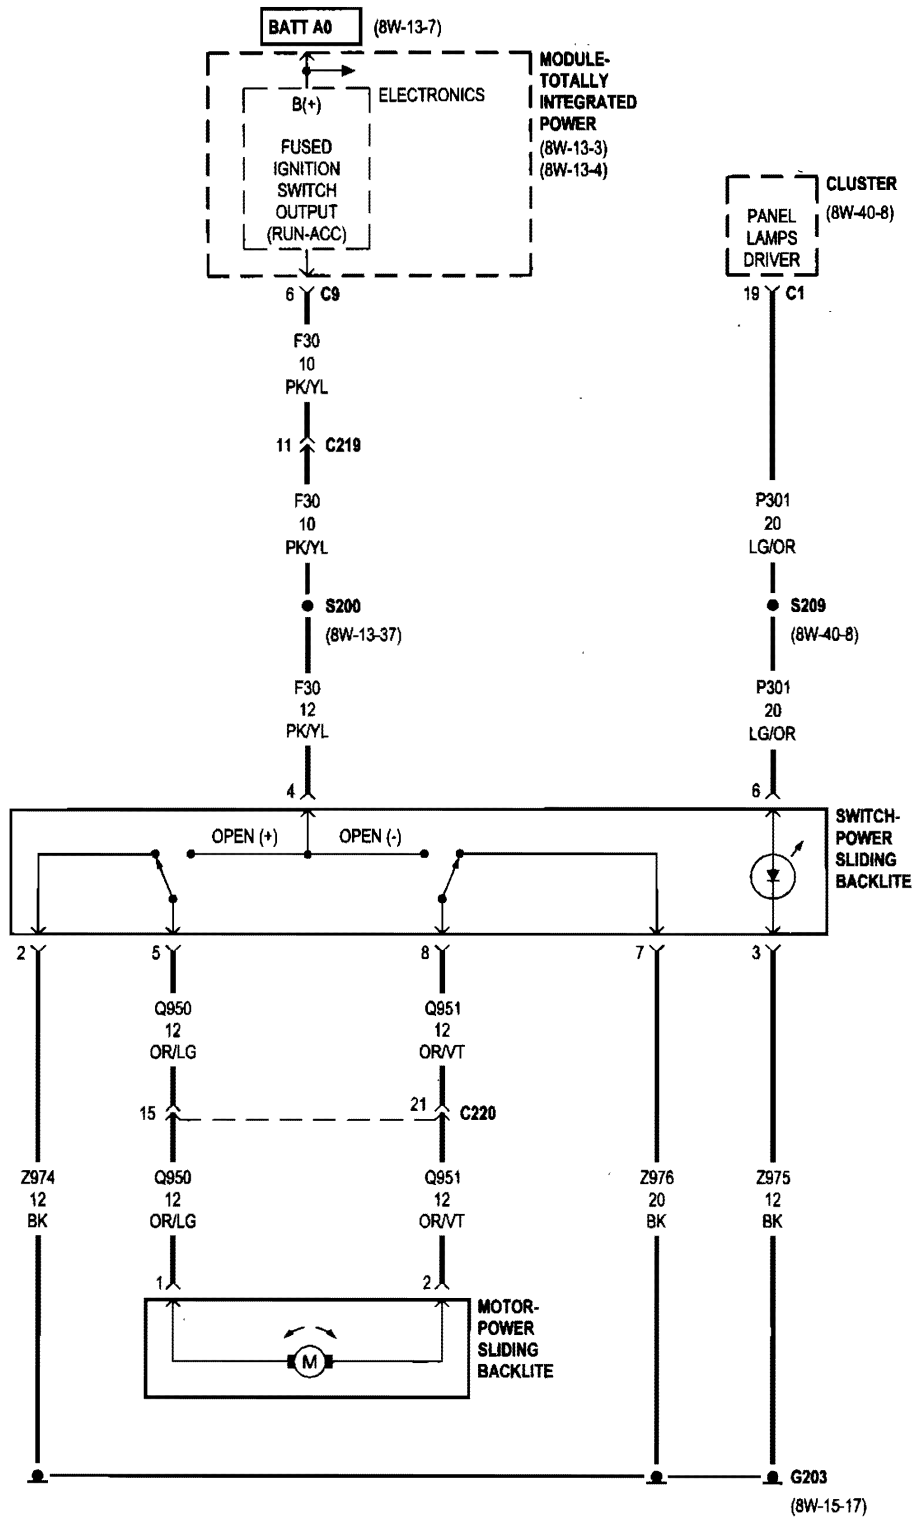 BATT A0 (8W-13-7)
MODULE-
TOTALLY
INTEGRATED
POWER
(8W-13-3)
(8W-13-4)
ELECTRONICS
B(+)
FUSED
IGNITION
SWITCH
OUTPUT
(RUN-ACC)
CLUSTER
(8W-40-8)
PANEL
LAMPS
DRIVER
6 C9
19 C1
F30
10
PK/YL
11 C219
F30
10
PK/YL
P301
20
LG/OR
S200
(8W-13-37)
S209
(8W-40-8)
F30
12
PK/YL
P301
20
LG/OR
4
6
OPEN (+) OPEN (-)
SWITCH-
POWER
SLIDING
BACKLITE
2 5 8 7 3
Q950
12
OR/LG
Q951
12
OR/VT
15 21 C220
Z974
12
BK
Q950
12
OR/LG
Q951
12
OR/VT
Z976
20
BK
Z975
12
BK
1 2
M
MOTOR-
POWER
SLIDING
BACKLITE
G203
(8W-15-17)